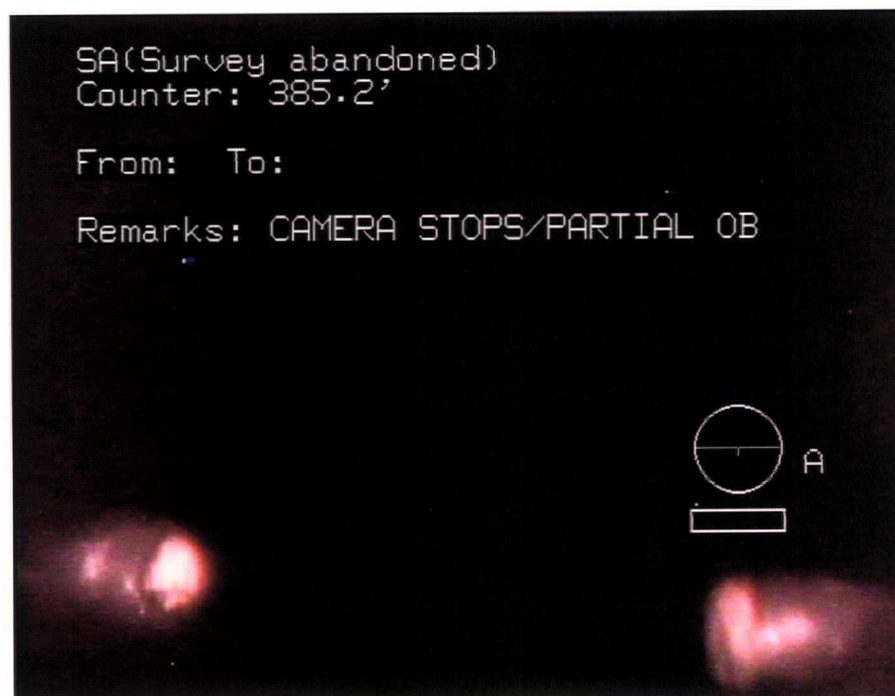 SA(Survey abandoned)
Counter: 385.2'
From: To:
Remarks: CAMERA STOPS/PARTIAL OB
A